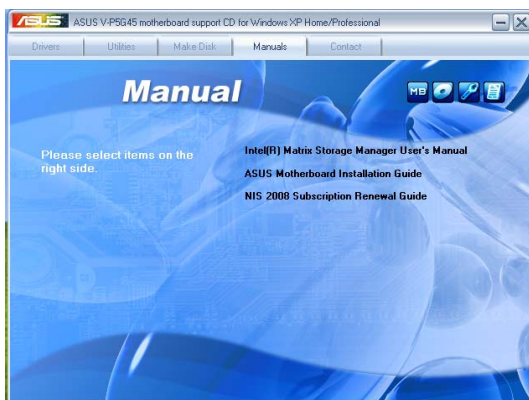 ASUS ASUS V-P5G45 motherboard support CD for Windows XP Home/Professional
Drivers Utilities Make Disk Manuals Contact
Manual
MB
Please select items on the
right side.
Intel(R) Matrix Storage Manager User's Manual
ASUS Motherboard Installation Guide
NIS 2008 Subscription Renewal Guide